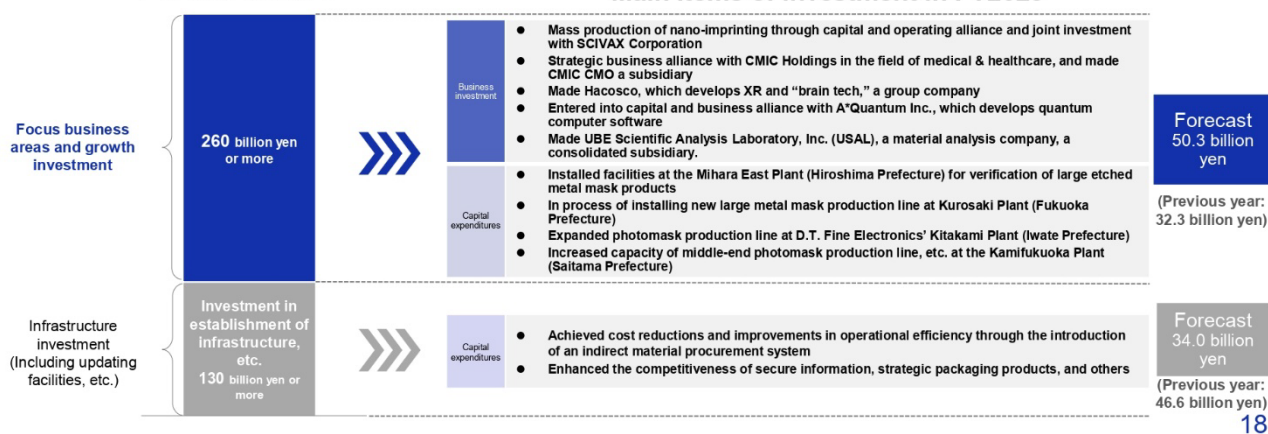 Focus business
areas and growth
investment
260 billion yen
or more
Business
investment
● Mass production of nano-imprinting through capital and operating alliance and joint investment
with SCIVAX Corporation
● Strategic business alliance with CMIC Holdings in the field of medical & healthcare, and made
CMIC CMO a subsidiary
● Made Hacosco, which develops XR and “brain tech,” a group company
● Entered into capital and business alliance with A*Quantum Inc., which develops quantum
computer software
● Made UBE Scientific Analysis Laboratory, Inc. (USAL), a material analysis company, a
consolidated subsidiary.
Capital
expenditures
● Installed facilities at the Mihara East Plant (Hiroshima Prefecture) for verification of large etched
metal mask products
● In process of installing new large metal mask production line at Kurosaki Plant (Fukuoka
Prefecture)
● Expanded photomask production line at D.T. Fine Electronics’ Kitakami Plant (Iwate Prefecture)
● Increased capacity of middle-end photomask production line, etc. at the Kamifukuoka Plant
(Saitama Prefecture)
Forecast
50.3 billion
yen
(Previous year:
32.3 billion yen)
Infrastructure
investment
(Including updating
facilities, etc.)
Investment in
establishment of
infrastructure,
etc.
130 billion yen or
more
Capital
expenditures
● Achieved cost reductions and improvements in operational efficiency through the introduction
of an indirect material procurement system
● Enhanced the competitiveness of secure information, strategic packaging products, and others
Forecast
34.0 billion
yen
(Previous year:
46.6 billion yen)
18